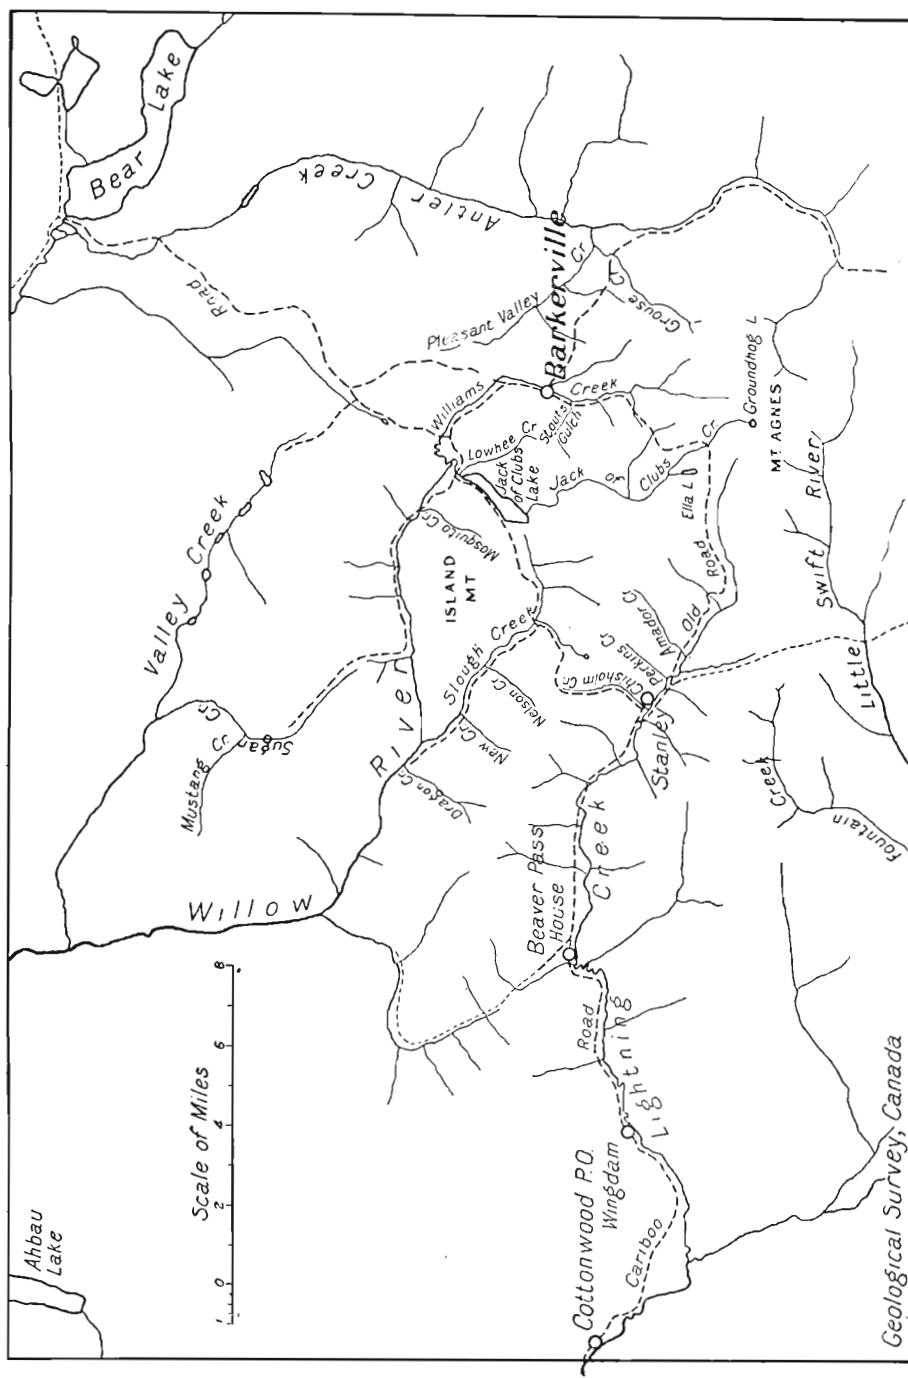 Ahbau
Lake
Scale of Miles
1 0 2 4 6 8
Willow
River
Mustang Cr
Sugar Cr
Valley Creek
Road
Bear
Lake
Antler Creek
Dragon Cr
New Cr
Nelson Cr
Slough Creek
ISLAND
MT
Mosquito Cr
Jack
of Clubs
Lake
Lowhee Cr
Williams
Creek
Pleasant Valley
Cr
Stouts
Gulch
Barkerville
Grouse Cr
Cottonwood P.O.
Wingdam
Cariboo
Road
Beaver Pass
House
Lightning
Creek
Stanley
Chisholm Cr
Perkins Cr
Amador Cr
Old
Road
Ella L
Jack
of
Clubs
Cr
Groundhog L
MT AGNES
Fountain
Creek
Little
Swift
River
Geological Survey, Canada